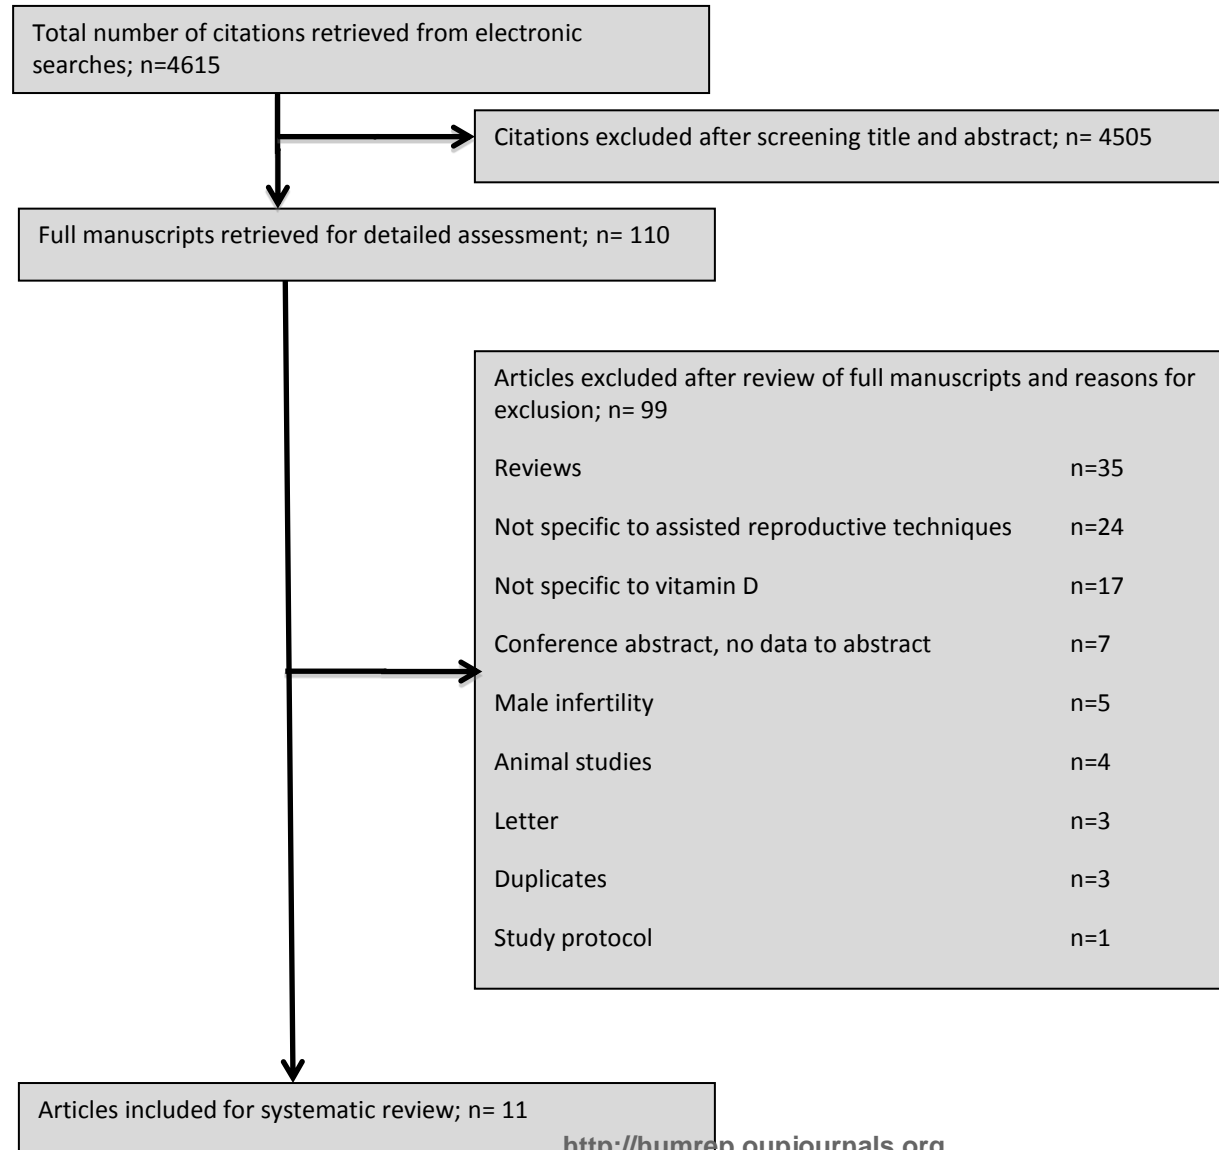 Total number of citations retrieved from electronic
searches; n=4615
Citations excluded after screening title and abstract; n= 4505
Full manuscripts retrieved for detailed assessment; n= 110
Articles excluded after review of full manuscripts and reasons for
exclusion; n= 99
Reviews n=35
Not specific to assisted reproductive techniques n=24
Not specific to vitamin D n=17
Conference abstract, no data to abstract n=7
Male infertility n=5
Animal studies n=4
Letter n=3
Duplicates n=3
Study protocol n=1
Articles included for systematic review; n= 11
http://humrep.oupjournals.org